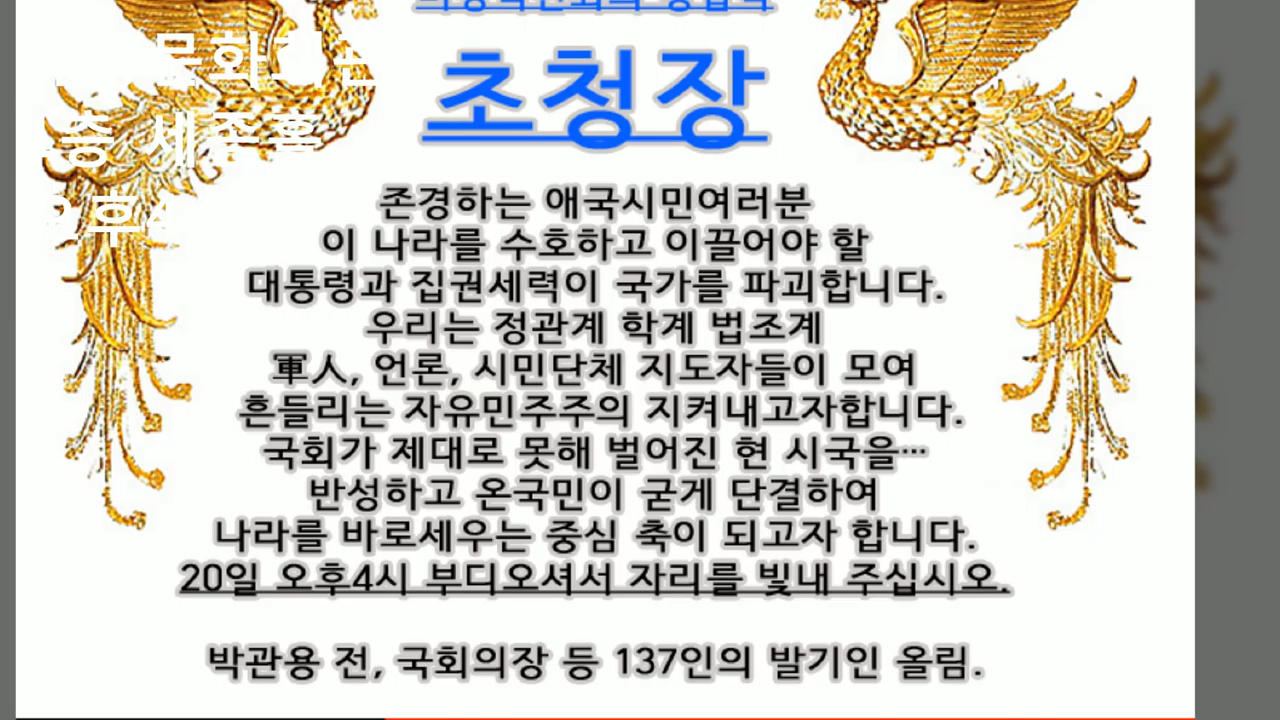 초청장
층 세종홀
존경하는 애국시민여러분
이 나라를 수호하고 이끌어야 할
대통령과 집권세력이 국가를 파괴합니다.
우리는 정관계 학계 법조계
軍人, 언론, 시민단체 지도자들이 모여
흔들리는 자유민주주의 지켜내고자합니다.
국회가 제대로 못해 벌어진 현 시국을…
반성하고 온국민이 굳게 단결하여
나라를 바로세우는 중심 축이 되고자 합니다.
20일 오후4시 부디오셔서 자리를 빛내 주십시오.
박관용 전, 국회의장 등 137인의 발기인 올림.